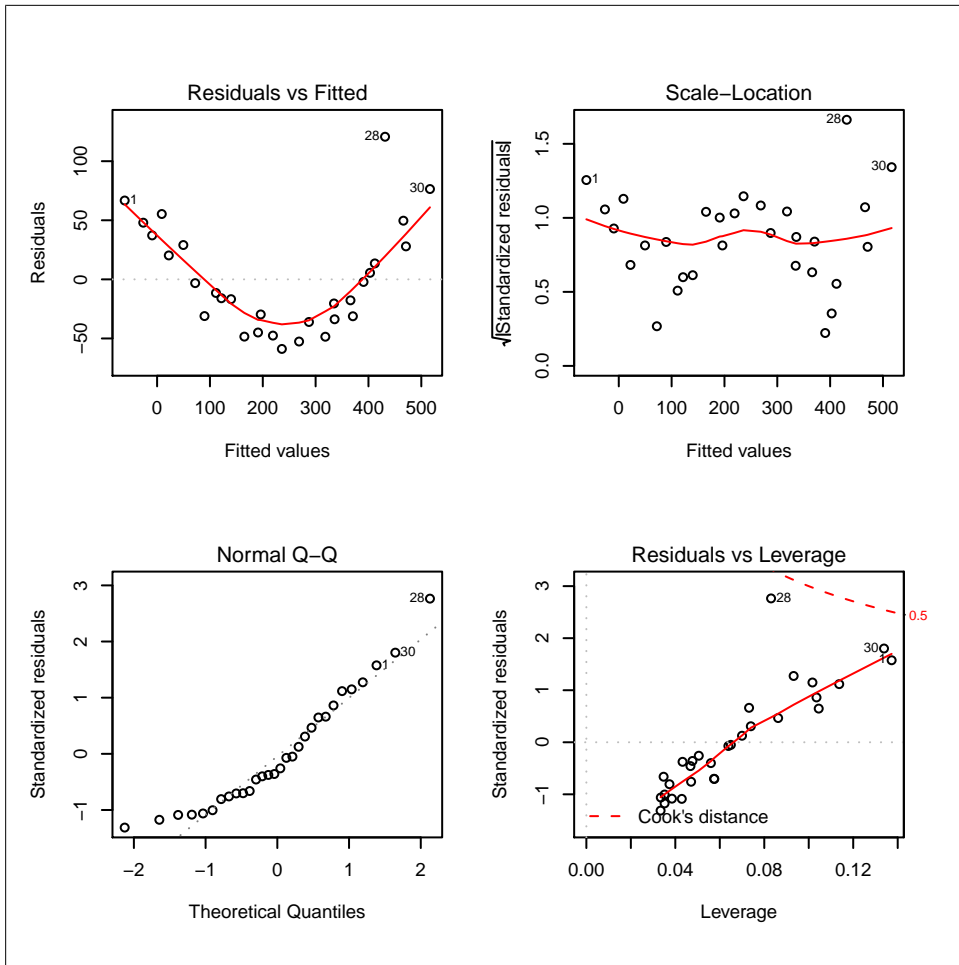 Residuals vs Fitted
Residuals
100
50
0
−50
28
30
1
0 100 200 300 400 500
Fitted values
Scale−Location
√|Standardized residuals|
1.5
1.0
0.5
0.0
28
30
1
0 100 200 300 400 500
Fitted values
Normal Q−Q
Standardized residuals
3
2
1
0
−1
28
30
1
−2 −1 0 1 2
Theoretical Quantiles
Residuals vs Leverage
Standardized residuals
3
2
1
0
−1
28
0.5
30
1
Cook's distance
0.00 0.04 0.08 0.12
Leverage